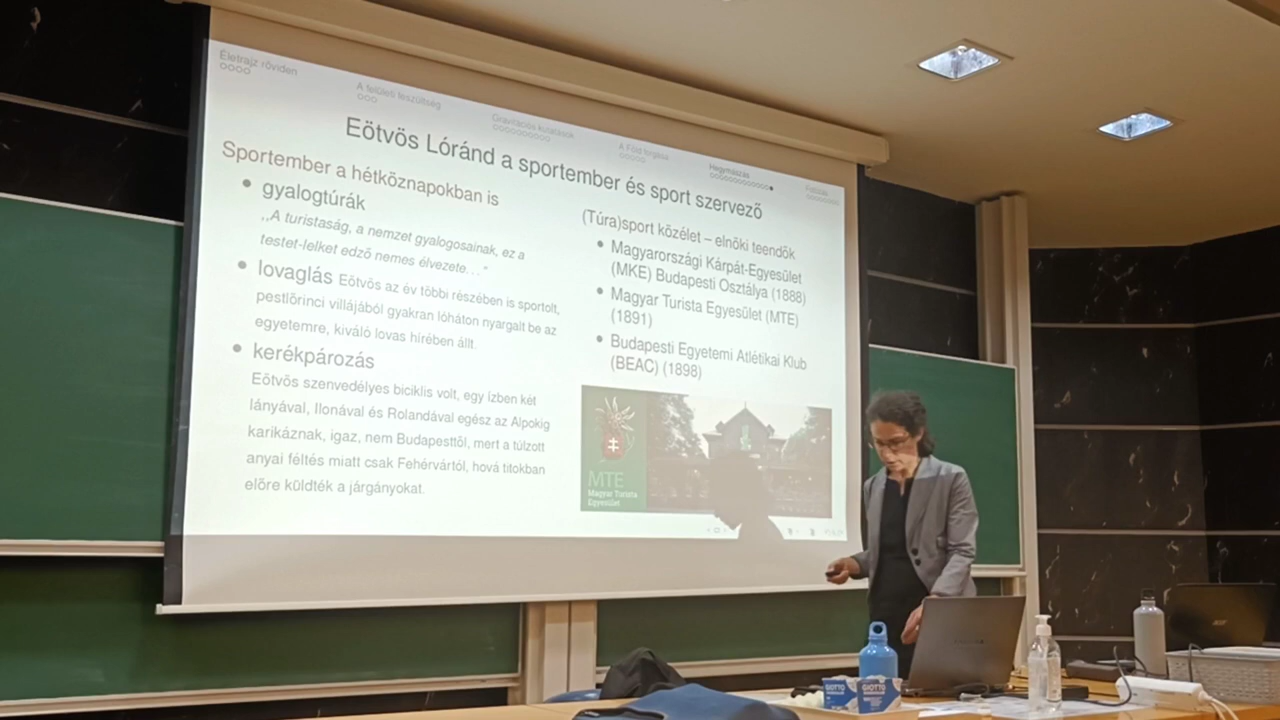 Életrajz röviden
A felületi feszültség
Gravitációs kutatások
A Föld forgása
Hegymászás
Eötvös Lóránd a sportember és sport szervező
Sportember a hétköznapokban is
gyalogtúrák
,,A turistaság, a nemzet gyalogosainak, ez a
testet-lelket edző nemes élvezete..."
lovaglás Eötvös az év többi részében is sportolt,
pestlőrinci villájából gyakran lóháton nyargalt be az
egyetemre, kiváló lovas hírében állt.
kerékpározás
Eötvös szenvedélyes biciklis volt, egy ízben két
lányával, Ilonával és Rolandával egész az Alpokig
karikáznak, igaz, nem Budapesttől, mert a túlzott
anyai féltés miatt csak Fehérvártól, hová titokban
előre küldték a járgányokat.
(Túra)sport közélet – elnöki teendők
Magyarországi Kárpát-Egyesület
(MKE) Budapesti Osztálya (1888)
Magyar Turista Egyesület (MTE)
(1891)
Budapesti Egyetemi Atlétikai Klub
(BEAC) (1898)
MTE
Magyar Turista
Egyesület
GIOTTO
GIOTTO
acer